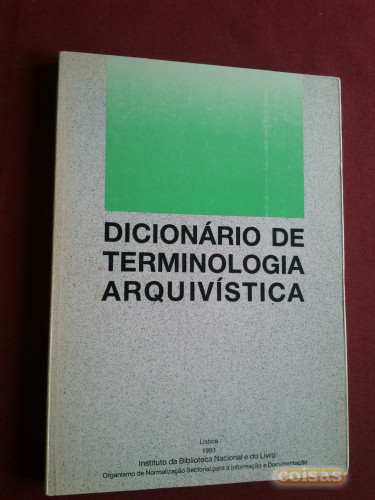 DICIONÁRIO DE
TERMINOLOGIA
ARQUIVÍSTICA
Lisboa
1993
Instituto da Biblioteca Nacional e do Livro
Organismo de Normalização Sectorial para a Informação e Documentação
coisas